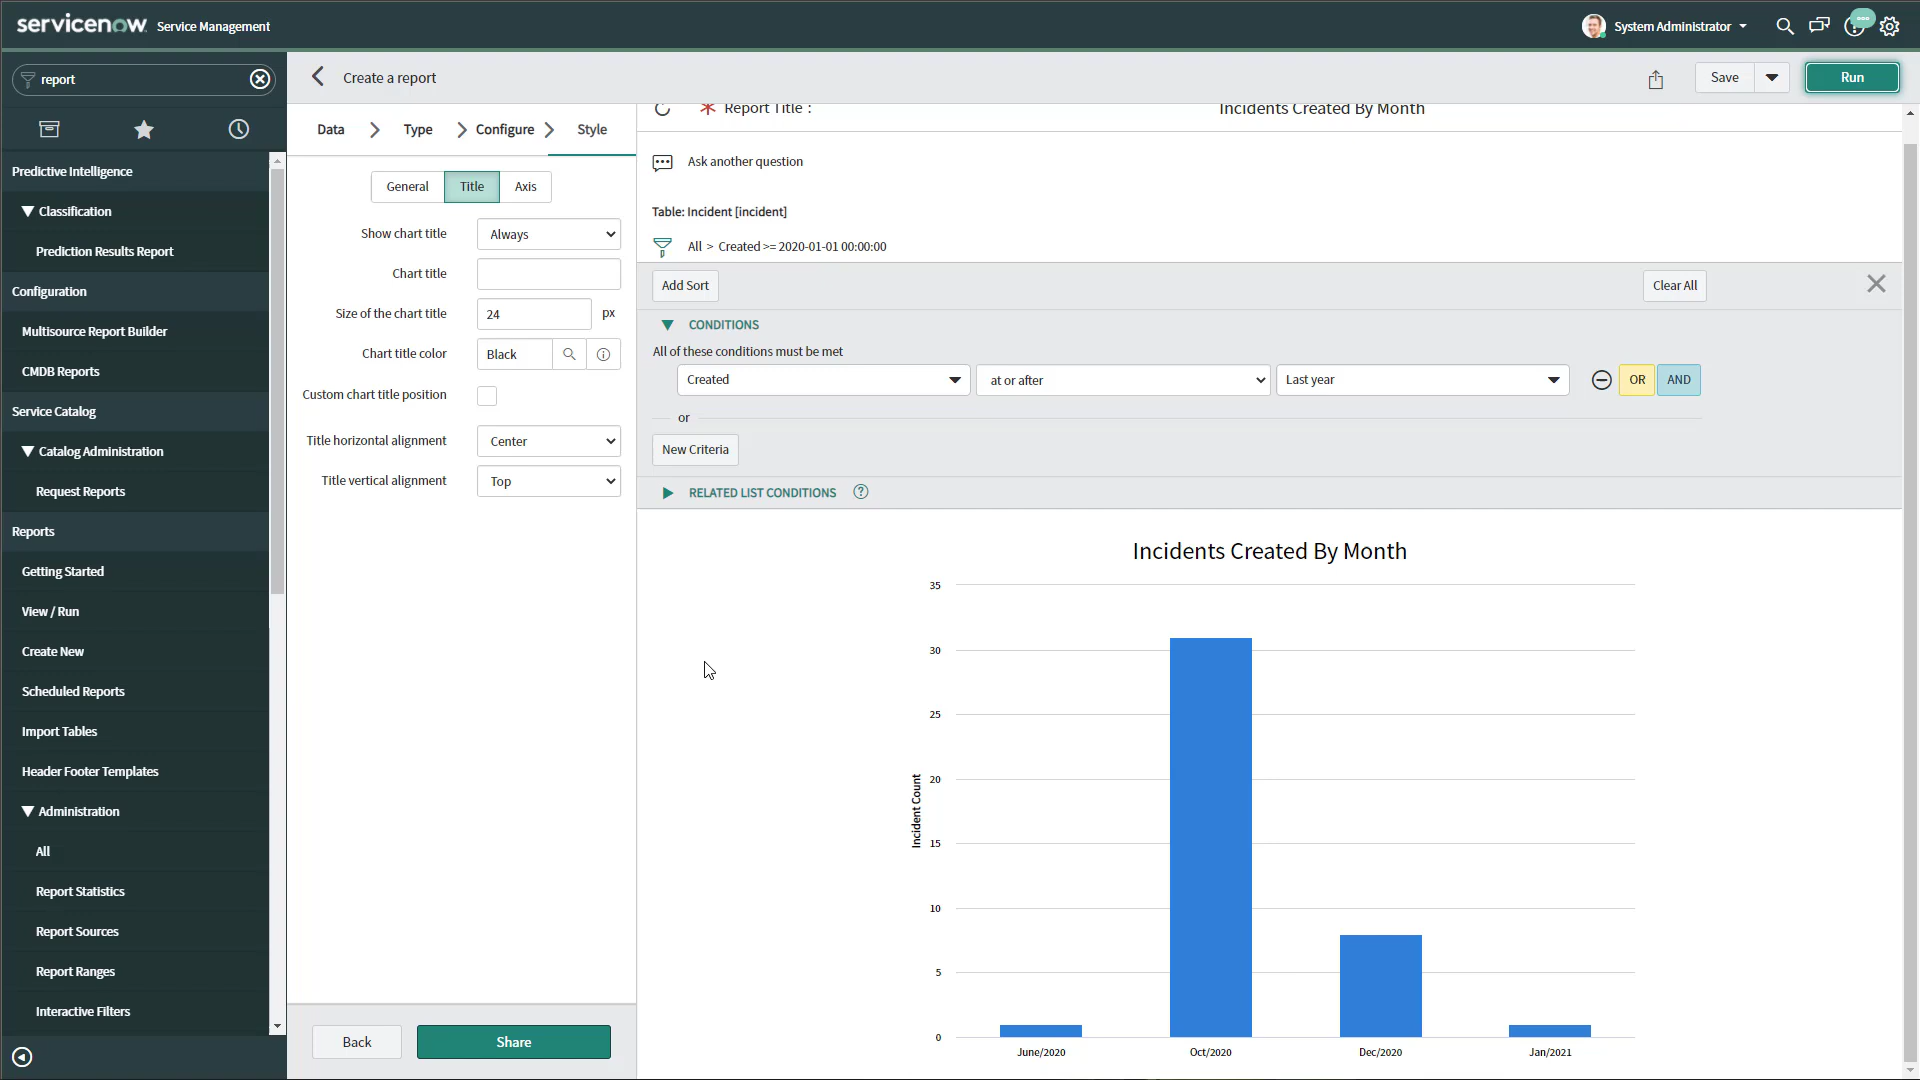 servicenow Service Management
System Administrator
report
Create a report
Save
Run
Predictive Intelligence
Classification
Prediction Results Report
Configuration
Multisource Report Builder
CMDB Reports
Service Catalog
Catalog Administration
Request Reports
Reports
Getting Started
View / Run
Create New
Scheduled Reports
Import Tables
Header Footer Templates
Administration
All
Report Statistics
Report Sources
Report Ranges
Interactive Filters
Data
Type
Configure
Style
General
Title
Axis
Show chart title
Always
Chart title
Size of the chart title
24
px
Chart title color
Black
Custom chart title position
Title horizontal alignment
Center
Title vertical alignment
Top
Back
Share
* Report Title :
Incidents Created By Month
Ask another question
Table: Incident [incident]
All > Created >= 2020-01-01 00:00:00
Add Sort
Clear All
CONDITIONS
All of these conditions must be met
Created
at or after
Last year
OR
AND
or
New Criteria
RELATED LIST CONDITIONS
Incidents Created By Month
35
30
25
20
15
10
5
0
Incident Count
June/2020
Oct/2020
Dec/2020
Jan/2021